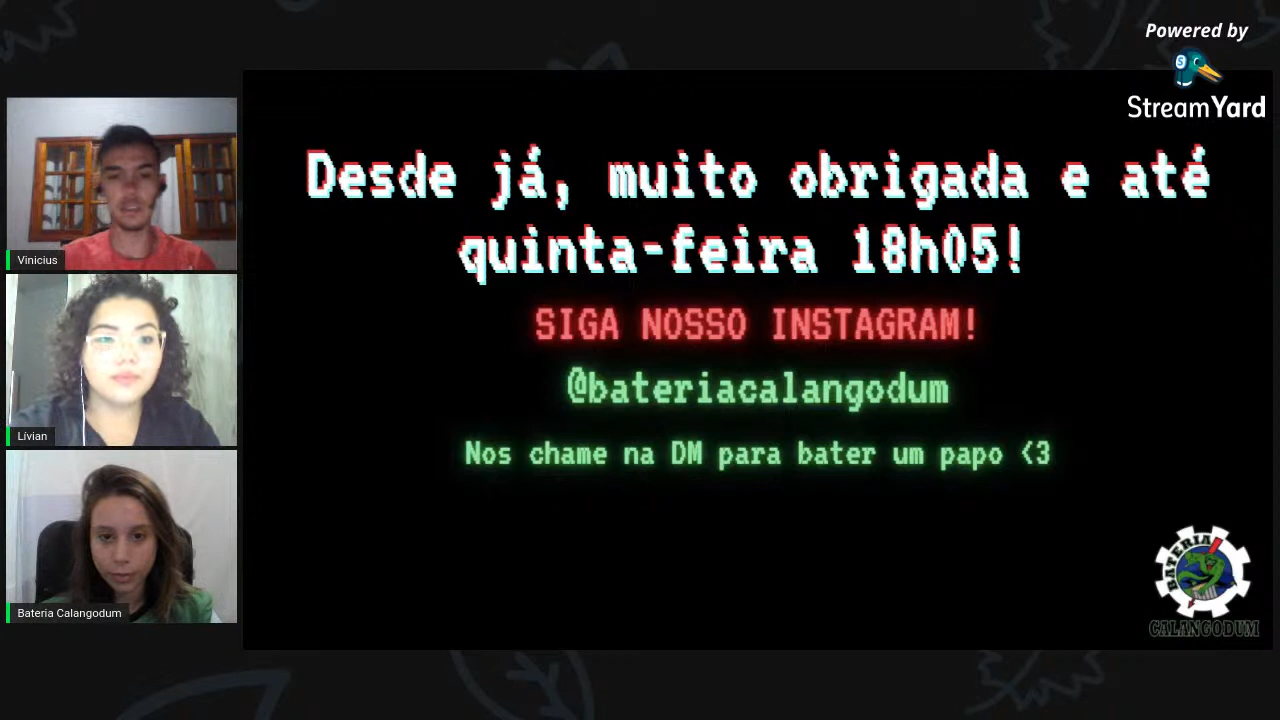 Powered by
StreamYard
Desde já, muito obrigada e até
quinta-feira 18h05!
SIGA NOSSO INSTAGRAM!
@bateriacalangodum
Nos chame na DM para bater um papo <3
Vinicius
Lívian
Bateria Calangodum
BATERIA
CALANGODUM